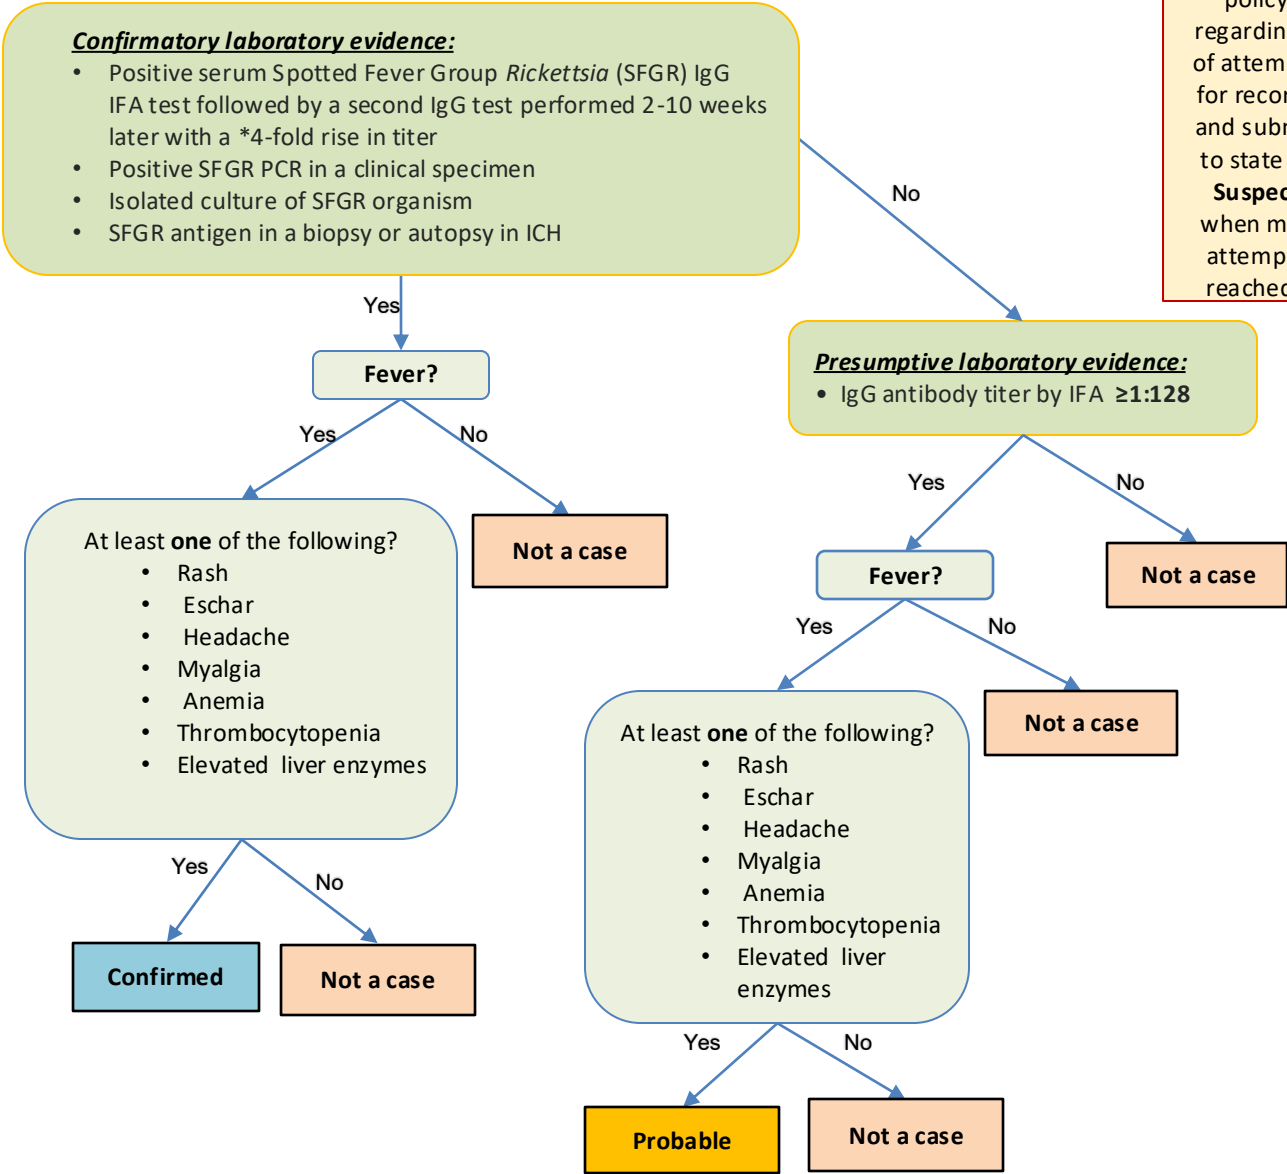 Confirmatory laboratory evidence:
• Positive serum Spotted Fever Group Rickettsia (SFGR) IgG
IFA test followed by a second IgG test performed 2-10 weeks
later with a *4-fold rise in titer
• Positive SFGR PCR in a clinical specimen
• Isolated culture of SFGR organism
• SFGR antigen in a biopsy or autopsy in ICH
policy
regardin
of attem
for recor
and subr
to state
Suspec
when m
attemp
reached
No
Yes
Fever?
Yes
No
At least one of the following?
• Rash
• Eschar
• Headache
• Myalgia
• Anemia
• Thrombocytopenia
• Elevated liver enzymes
Not a case
Yes
No
Confirmed
Not a case
Presumptive laboratory evidence:
• IgG antibody titer by IFA ≥1:128
Yes
No
Fever?
Not a case
Yes
No
At least one of the following?
• Rash
• Eschar
• Headache
• Myalgia
• Anemia
• Thrombocytopenia
• Elevated liver
enzymes
Not a case
Yes
No
Probable
Not a case